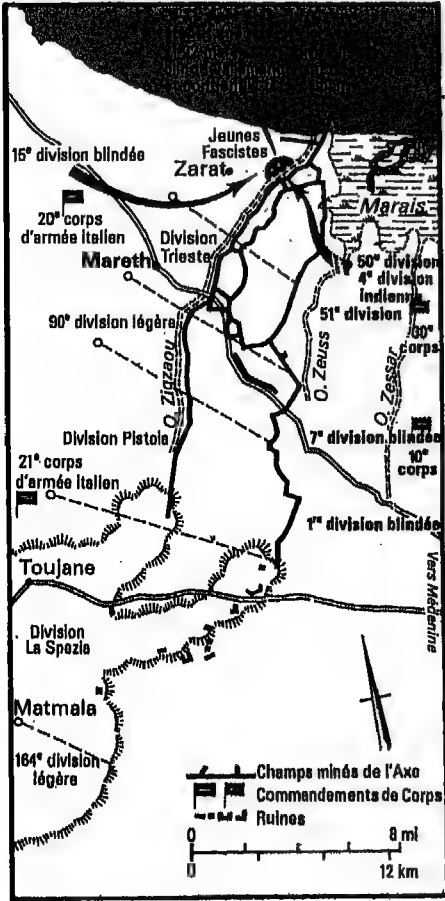 Jeunes
Fascistes
15e division blindée
Zarat
Marais
20e corps
d'armée italien
Division
Trieste
Mareth
50e division
4e division
indienne
51e division
30e
corps
90e division légère
O. Zigzaou
O. Zeuss
O. Zessar
Division Pistoia
7e division blindée
10e
corps
21e corps
d'armée italien
1re division blindée
Toujane
Vers Médenine
Division
La Spezia
Matmata
164e division
légère
Champs minés de l'Axe
Commandements de Corps
Ruines
0 8 mi
0 12 km